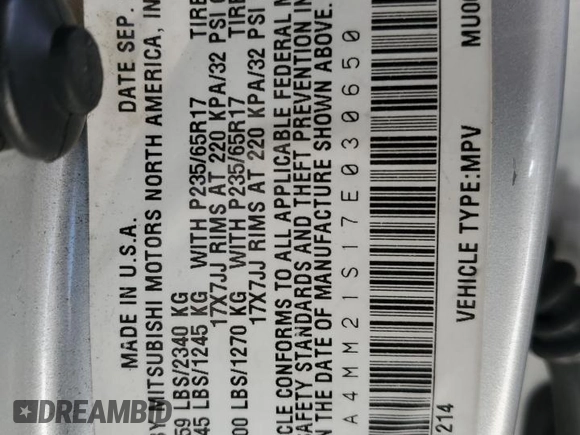 MADE IN U.S.A. DATE SEP.
BY MITSUBISHI MOTORS NORTH AMERICA, IN
59 LBS/2340 KG
45 LBS/1245 KG WITH P235/65R17 TIRE
17X7JJ RIMS AT 220 KPA/32 PSI
00 LBS/1270 KG WITH P235/65R17 TIRE
17X7JJ RIMS AT 220 KPA/32 PSI
CLE CONFORMS TO ALL APPLICABLE FEDERAL M
SAFETY STANDARDS AND THEFT PREVENTION
N THE DATE OF MANUFACTURE SHOWN ABOVE.
A4MM21S17E030650
VEHICLE TYPE:MPV MU0
214
DREAMBID